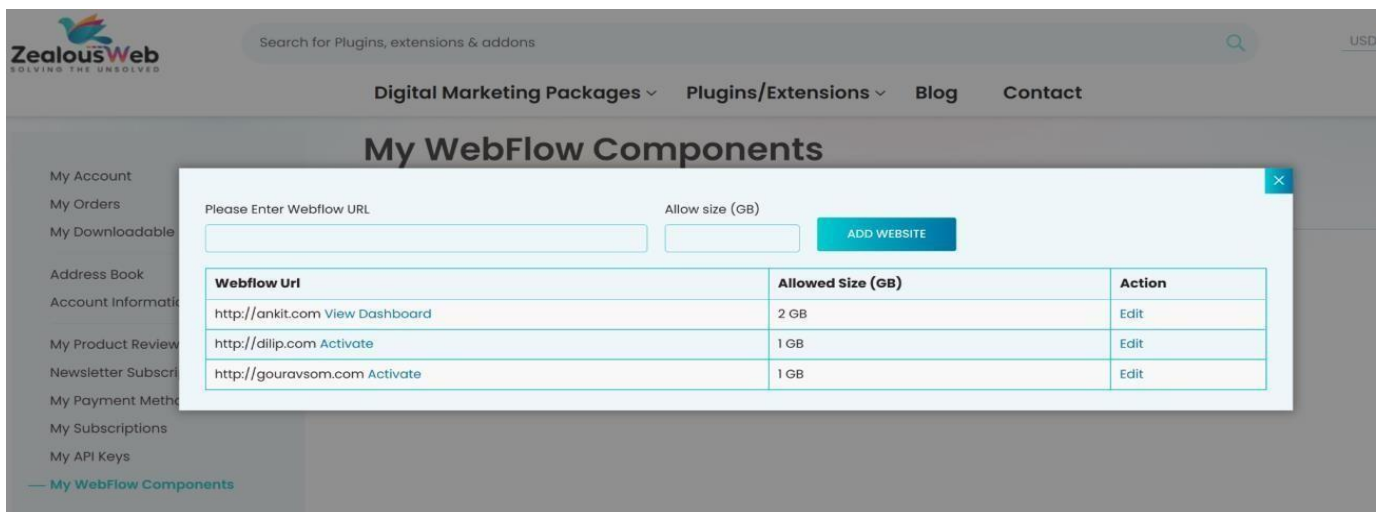 ZealousWeb
SOLVING THE UNSOLVED
Search for Plugins, extensions & addons
USD
Digital Marketing Packages Plugins/Extensions Blog Contact
My WebFlow Components
My Account
My Orders
My Downloadable
Address Book
Account Informatio
My Product Review
Newsletter Subscri
My Payment Metho
My Subscriptions
My API Keys
My WebFlow Components
Please Enter Webflow URL Allow size (GB)
ADD WEBSITE
Webflow Url Allowed Size (GB) Action
http://ankit.com View Dashboard 2 GB Edit
http://dilip.com Activate 1 GB Edit
http://gouravsom.com Activate 1 GB Edit